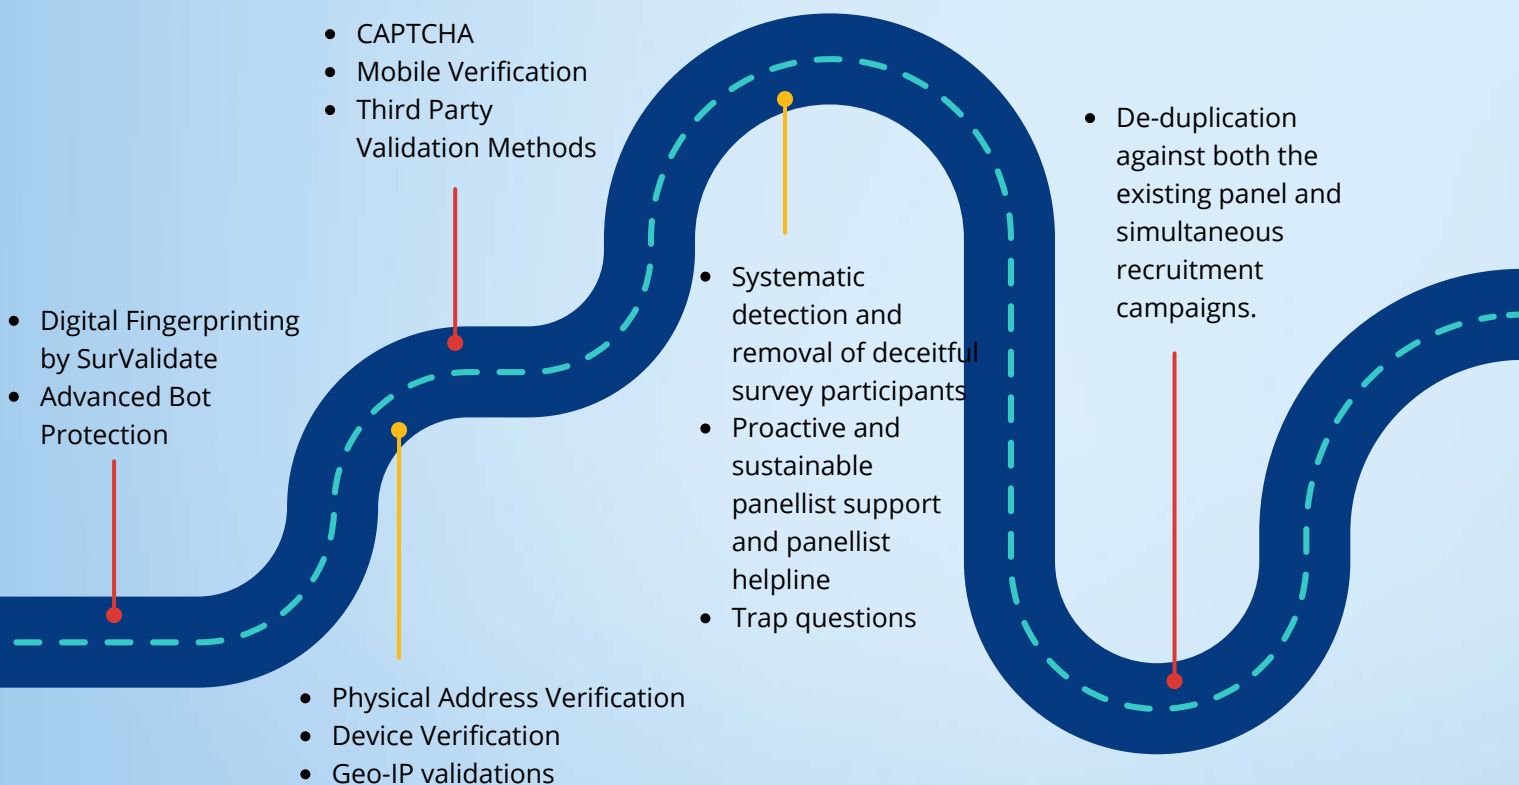 • Digital Fingerprinting
by SurValidate
• Advanced Bot
Protection
• Physical Address Verification
• Device Verification
• Geo-IP validations
• CAPTCHA
• Mobile Verification
• Third Party
Validation Methods
• Systematic
detection and
removal of deceitful
survey participants
• Proactive and
sustainable
panellist support
and panellist
helpline
• Trap questions
• De-duplication
against both the
existing panel and
simultaneous
recruitment
campaigns.